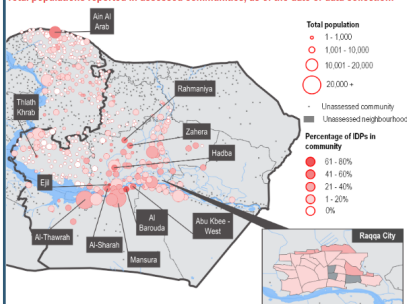 Total populations reported in assessed communities, as of the date of data collection.
Ain Al
Arab
Thlath
Khrab
Rahmaniya
Zahera
Hadba
Ejil
Al-Thawrah
Al-Sharah
Mansura
Al
Barouda
Abu Kbee -
West
Raqqa City
Total population
1 - 1,000
1,001 - 10,000
10,001 - 20,000
20,000 +
Unassessed community
Unassessed neighbourhood
Percentage of IDPs in
community
61 - 80%
41 - 60%
21 - 40%
1 - 20%
0%